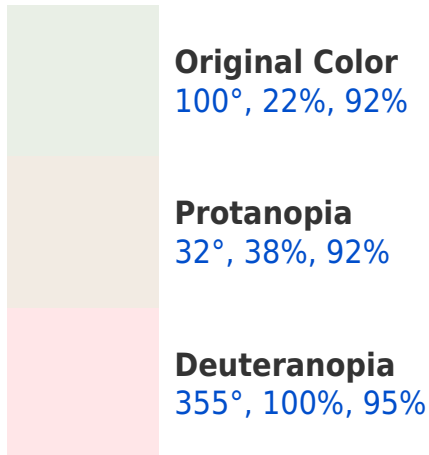 Original Color
100°, 22%, 92%
Protanopia
32°, 38%, 92%
Deuteranopia
355°, 100%, 95%